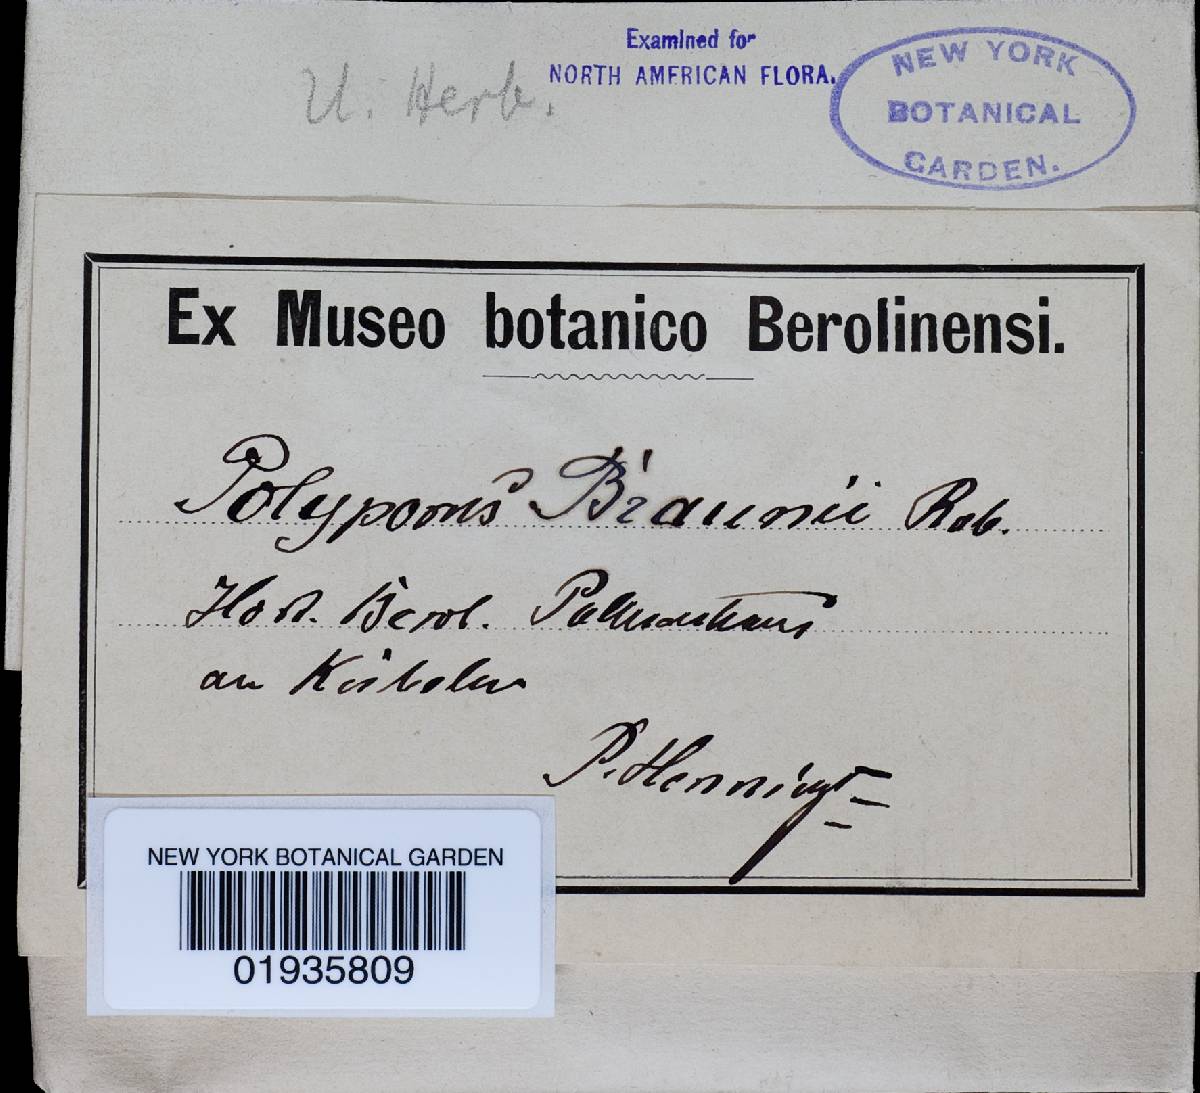 Examined for
NORTH AMERICAN FLORA.
U. Herb.
NEW YORK
BOTANICAL
GARDEN.
Ex Museo botanico Berolinensi.
Polyporus Braunii Rab.
Hort. Berol. Palmenhaus
an Kübeln
P. Hennings
NEW YORK BOTANICAL GARDEN
01935809